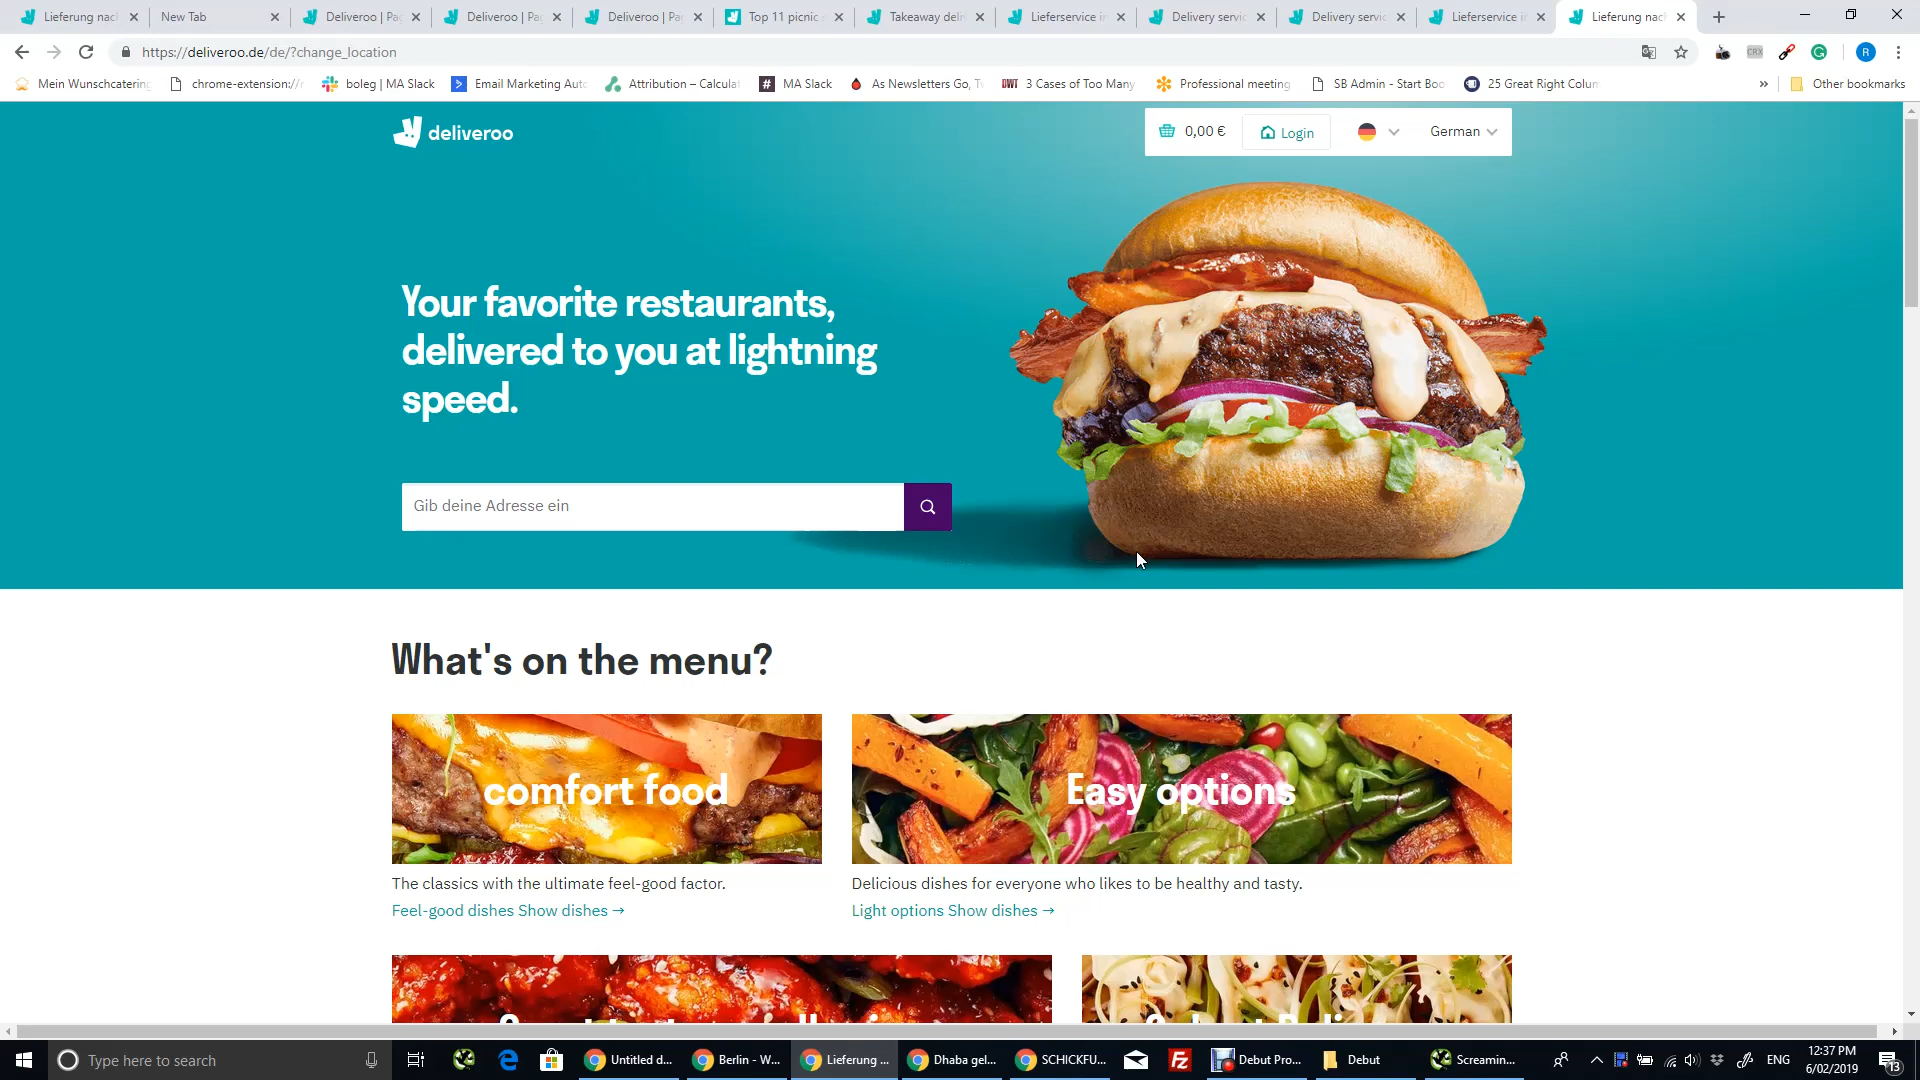 Lieferung nach
New Tab
Deliveroo | Pa
Deliveroo | Pa
Deliveroo | Pa
Top 11 picnic
Takeaway deli
Lieferservice i
Delivery servic
Delivery servic
Lieferservice i
Lieferung nach
https://deliveroo.de/de/?change_location
R
Mein Wunschcatering
chrome-extension://
boleg | MA Slack
Email Marketing Aut
Attribution – Calcula
MA Slack
As Newsletters Go, T
3 Cases of Too Many
Professional meeting
SB Admin - Start Boo
25 Great Right Colum
Other bookmarks
deliveroo
0,00 €
Login
German
Your favorite restaurants,
delivered to you at lightning
speed.
Gib deine Adresse ein
What's on the menu?
comfort food
Easy options
The classics with the ultimate feel-good factor.
Feel-good dishes Show dishes →
Delicious dishes for everyone who likes to be healthy and tasty.
Light options Show dishes →
Type here to search
Untitled d...
Berlin - W...
Lieferung ...
Dhaba gel...
SCHICKFU...
Debut Pro...
Debut
Screamin...
ENG
12:37 PM
6/02/2019
13